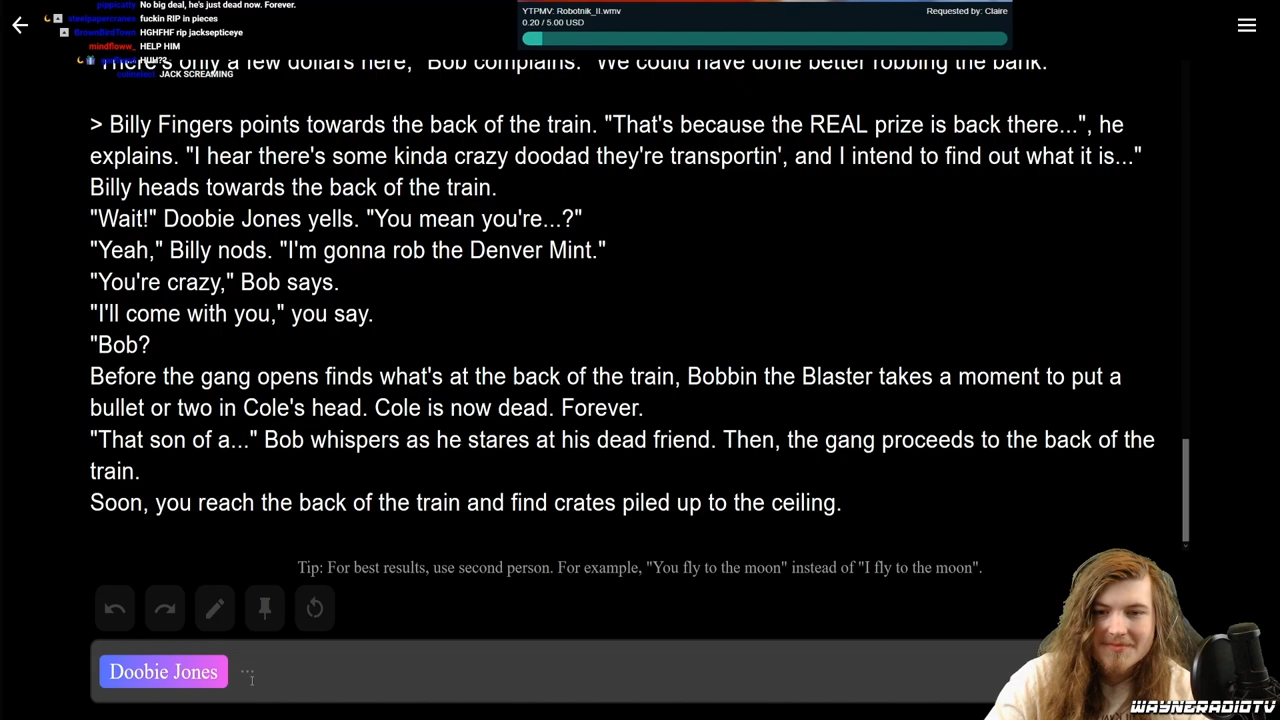 pippicatty No big deal, he's just dead now. Forever.
steelpapercranes fuckin RIP in pieces
BrownBirdTown HGHFHF rip jacksepticeye
mindfloww_ HELP HIM
HUH??
JACK SCREAMING
YTPMV: Robotnik_II.wmv
Requested by: Claire
0.20 / 5.00 USD
"There's only a few dollars here," Bob complains. "We could have done better robbing the bank."
> Billy Fingers points towards the back of the train. "That's because the REAL prize is back there...", he
explains. "I hear there's some kinda crazy doodad they're transportin', and I intend to find out what it is..."
Billy heads towards the back of the train.
"Wait!" Doobie Jones yells. "You mean you're...?"
"Yeah," Billy nods. "I'm gonna rob the Denver Mint."
"You're crazy," Bob says.
"I'll come with you," you say.
"Bob?
Before the gang opens finds what's at the back of the train, Bobbin the Blaster takes a moment to put a
bullet or two in Cole's head. Cole is now dead. Forever.
"That son of a..." Bob whispers as he stares at his dead friend. Then, the gang proceeds to the back of the
train.
Soon, you reach the back of the train and find crates piled up to the ceiling.
Tip: For best results, use second person. For example, "You fly to the moon" instead of "I fly to the moon".
Doobie Jones ...
WAYNERADIOTV